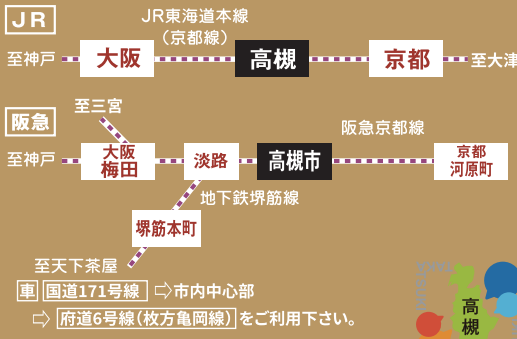 JR
JR東海道本線
（京都線）
至神戸 大阪 高槻 京都 至大津
阪急
至三宮
阪急京都線
至神戸 大阪梅田 淡路 高槻市 京都河原町
地下鉄堺筋線
堺筋本町
至天下茶屋
車 国道171号線 ⇨市内中心部
⇨府道6号線（枚方亀岡線）をご利用下さい。
高槻